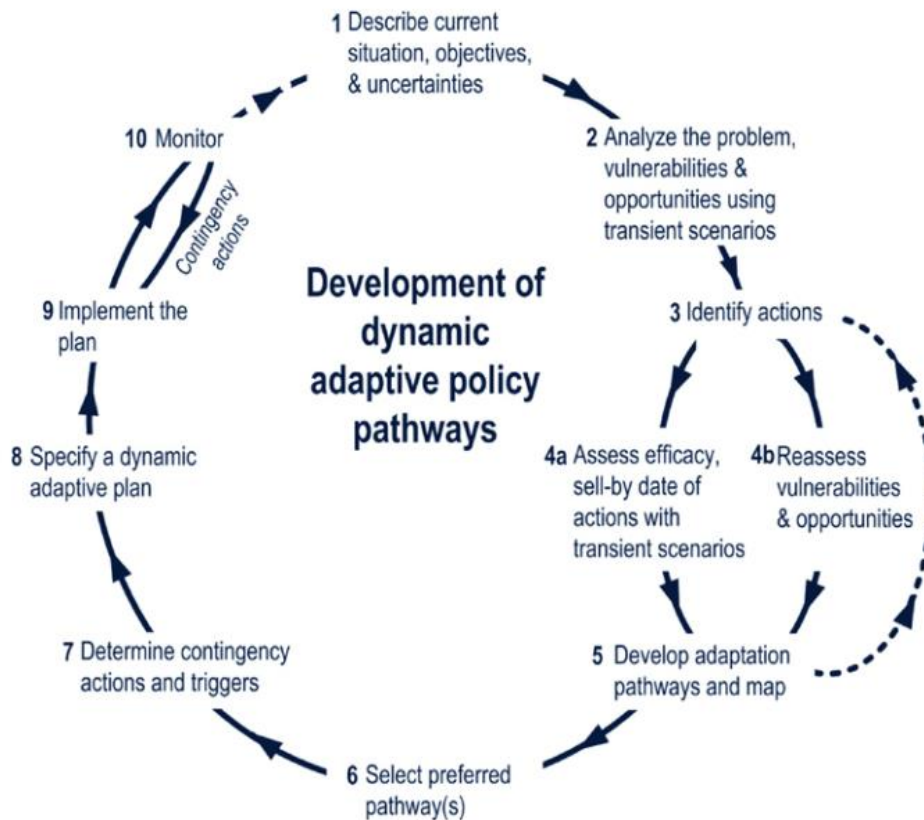 1 Describe current
situation, objectives,
& uncertainties
2 Analyze the problem,
vulnerabilities &
opportunities using
transient scenarios
3 Identify actions
4a Assess efficacy,
sell-by date of
actions with
transient scenarios
4b Reassess
vulnerabilities
& opportunities
5 Develop adaptation
pathways and map
6 Select preferred
pathway(s)
7 Determine contingency
actions and triggers
8 Specify a dynamic
adaptive plan
9 Implement the
plan
10 Monitor
Contingency
actions
Development of
dynamic
adaptive policy
pathways